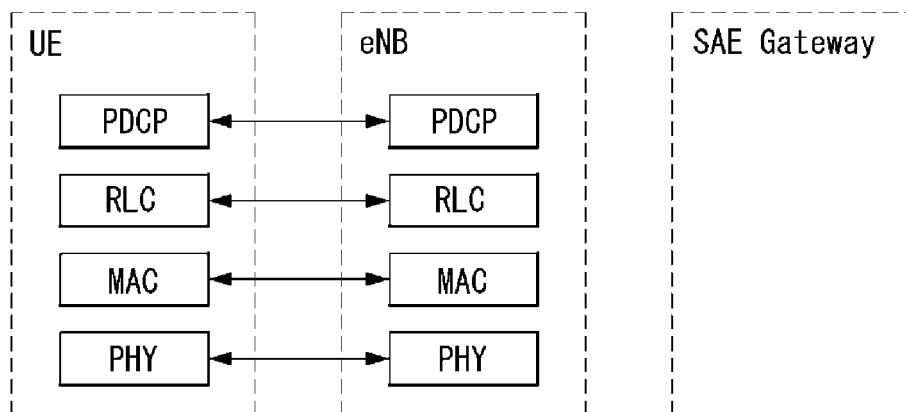 UE eNB SAE Gateway
PDCP PDCP
RLC RLC
MAC MAC
PHY PHY